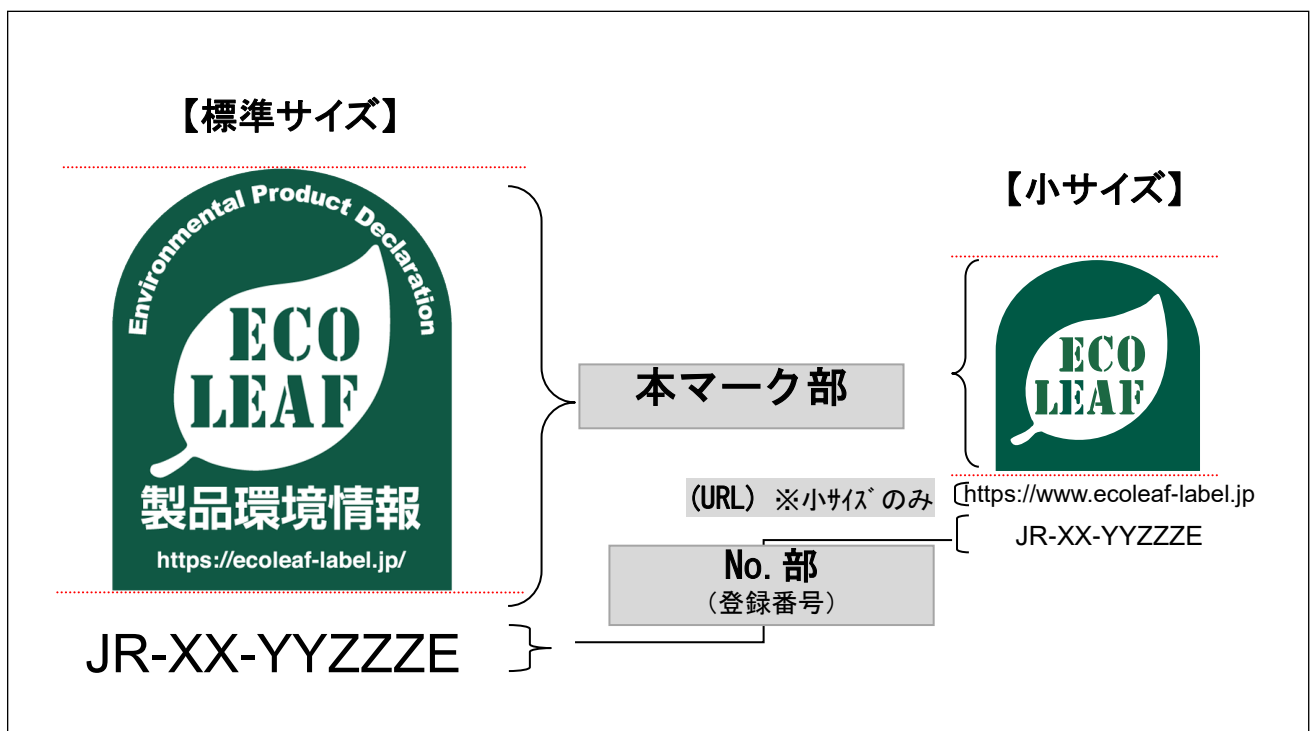 【標準サイズ】
Environmental Product Declaration
ECO
LEAF
製品環境情報
https://ecoleaf-label.jp/
JR-XX-YYZZZE
本マーク部
(URL) ※小ｻｲｽﾞのみ
No.部
（登録番号）
【小サイズ】
ECO
LEAF
https://www.ecoleaf-label.jp
JR-XX-YYZZZE